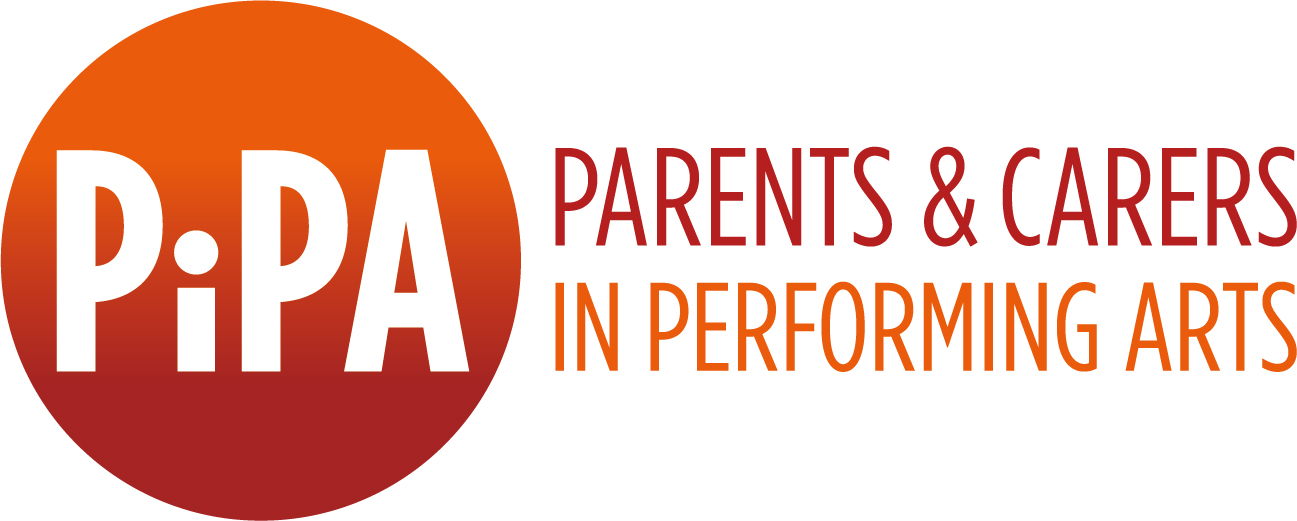 PiPA
PARENTS & CARERS
IN PERFORMING ARTS